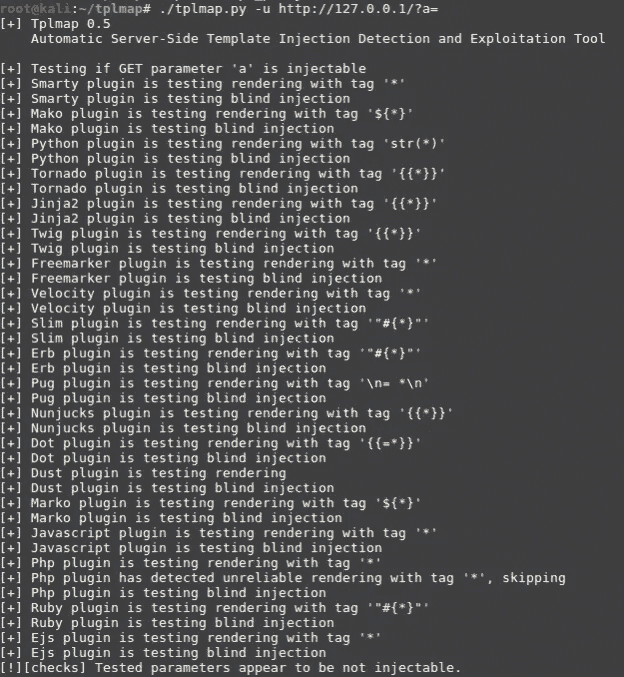 root@kali:~/tplmap# ./tplmap.py -u http://127.0.0.1/?a=
[+] Tplmap 0.5
    Automatic Server-Side Template Injection Detection and Exploitation Tool

[+] Testing if GET parameter 'a' is injectable
[+] Smarty plugin is testing rendering with tag '*'
[+] Smarty plugin is testing blind injection
[+] Mako plugin is testing rendering with tag '${*}'
[+] Mako plugin is testing blind injection
[+] Python plugin is testing rendering with tag 'str(*)'
[+] Python plugin is testing blind injection
[+] Tornado plugin is testing rendering with tag '{{*}}'
[+] Tornado plugin is testing blind injection
[+] Jinja2 plugin is testing rendering with tag '{{*}}'
[+] Jinja2 plugin is testing blind injection
[+] Twig plugin is testing rendering with tag '{{*}}'
[+] Twig plugin is testing blind injection
[+] Freemarker plugin is testing rendering with tag '*'
[+] Freemarker plugin is testing blind injection
[+] Velocity plugin is testing rendering with tag '*'
[+] Velocity plugin is testing blind injection
[+] Slim plugin is testing rendering with tag '"#{*}"'
[+] Slim plugin is testing blind injection
[+] Erb plugin is testing rendering with tag '"#{*}"'
[+] Erb plugin is testing blind injection
[+] Pug plugin is testing rendering with tag '\n= *\n'
[+] Pug plugin is testing blind injection
[+] Nunjucks plugin is testing rendering with tag '{{*}}'
[+] Nunjucks plugin is testing blind injection
[+] Dot plugin is testing rendering with tag '{{=*}}'
[+] Dot plugin is testing blind injection
[+] Dust plugin is testing rendering
[+] Dust plugin is testing blind injection
[+] Marko plugin is testing rendering with tag '${*}'
[+] Marko plugin is testing blind injection
[+] Javascript plugin is testing rendering with tag '*'
[+] Javascript plugin is testing blind injection
[+] Php plugin is testing rendering with tag '*'
[+] Php plugin has detected unreliable rendering with tag '*', skipping
[+] Php plugin is testing blind injection
[+] Ruby plugin is testing rendering with tag '"#{*}"'
[+] Ruby plugin is testing blind injection
[+] Ejs plugin is testing rendering with tag '*'
[+] Ejs plugin is testing blind injection
[!][checks] Tested parameters appear to be not injectable.